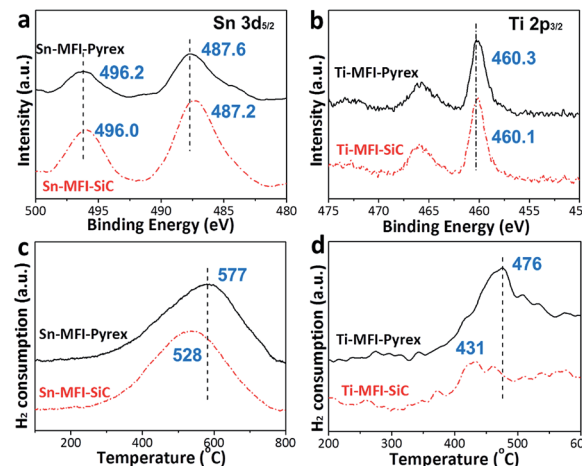 a
Sn 3d5/2
Sn-MFI-Pyrex
487.6
496.2
487.2
496.0
Sn-MFI-SiC
Intensity (a.u.)
500 495 490 485 480
Binding Energy (eV)
b
Ti 2p3/2
Ti-MFI-Pyrex
460.3
460.1
Ti-MFI-SiC
Intensity (a.u.)
475 470 465 460 455 450
Binding Energy (eV)
c
577
Sn-MFI-Pyrex
528
Sn-MFI-SiC
H2 consumption (a.u.)
200 400 600 800
Temperature (°C)
d
476
Ti-MFI-Pyrex
431
Ti-MFI-SiC
H2 consumption (a.u.)
200 300 400 500 600
Temperature (°C)